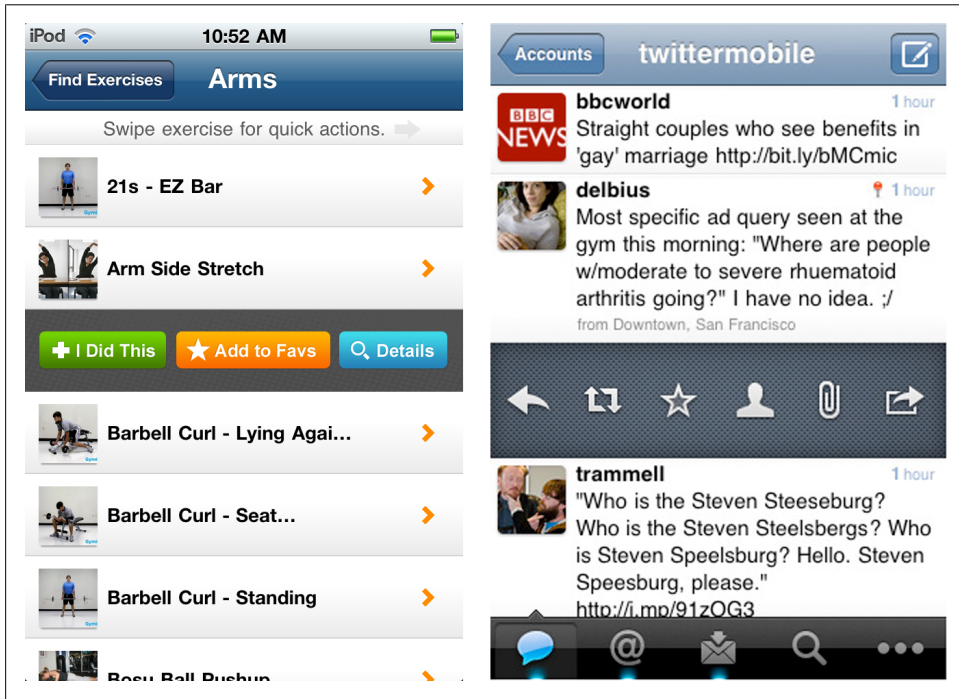 iPod
10:52 AM
Find Exercises
Arms
Swipe exercise for quick actions.
21s - EZ Bar
Arm Side Stretch
I Did This
Add to Favs
Details
Barbell Curl - Lying Agai...
Barbell Curl - Seat...
Barbell Curl - Standing
Bosu Ball Pushup
Accounts
twittermobile
BBC
NEWS
bbcworld
1 hour
Straight couples who see benefits in
'gay' marriage http://bit.ly/bMCmic
delbius
1 hour
Most specific ad query seen at the
gym this morning: "Where are people
w/moderate to severe rhuematoid
arthritis going?" I have no idea. ;/
from Downtown, San Francisco
trammell
1 hour
"Who is the Steven Steeseburg?
Who is the Steven Steelsbergs? Who
is Steven Speelsburg? Hello. Steven
Speesburg, please."
http://j.mp/91zOG3
@